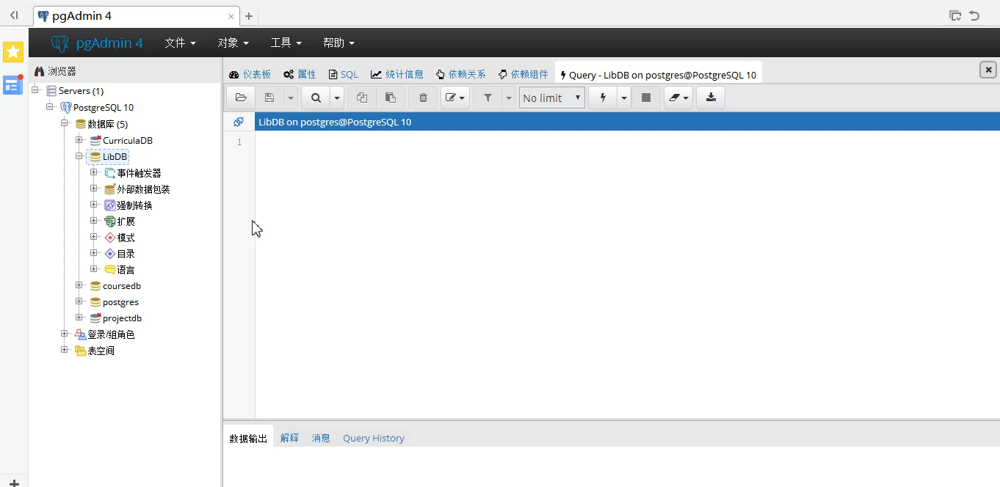 pgAdmin 4
pgAdmin 4 文件 对象 工具 帮助
浏览器
仪表板 属性 SQL 统计信息 依赖关系 依赖组件 Query - LibDB on postgres@PostgreSQL 10
No limit
LibDB on postgres@PostgreSQL 10
1
Servers (1)
PostgreSQL 10
数据库 (5)
CurriculaDB
LibDB
事件触发器
外部数据包装
强制转换
扩展
模式
目录
语言
coursedb
postgres
projectdb
登录/组角色
表空间
数据输出 解释 消息 Query History